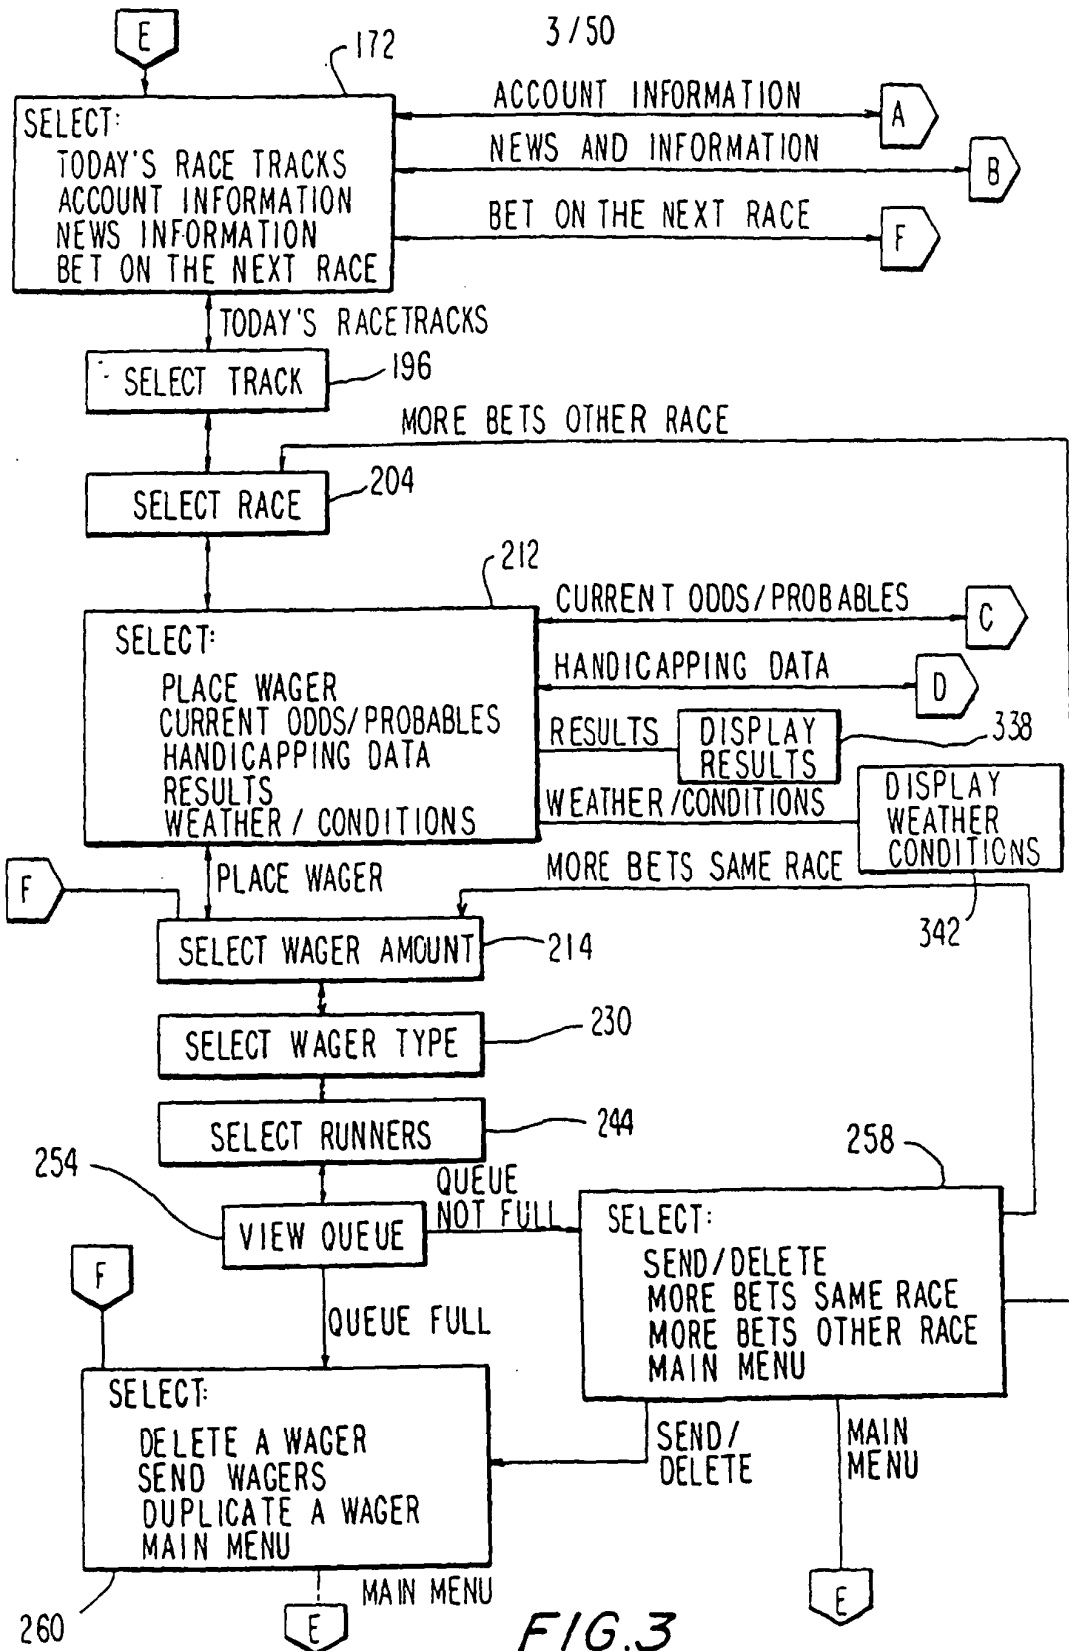 3/50
E
172
SELECT:
TODAY'S RACE TRACKS
ACCOUNT INFORMATION
NEWS INFORMATION
BET ON THE NEXT RACE
ACCOUNT INFORMATION
A
NEWS AND INFORMATION
B
BET ON THE NEXT RACE
F
TODAY'S RACETRACKS
SELECT TRACK
196
MORE BETS OTHER RACE
SELECT RACE
204
212
SELECT:
PLACE WAGER
CURRENT ODDS/PROBABLES
HANDICAPPING DATA
RESULTS
WEATHER / CONDITIONS
CURRENT ODDS/PROBABLES
C
HANDICAPPING DATA
D
RESULTS
DISPLAY
RESULTS
338
WEATHER/CONDITIONS
DISPLAY
WEATHER
CONDITIONS
342
F
PLACE WAGER
MORE BETS SAME RACE
SELECT WAGER AMOUNT
214
SELECT WAGER TYPE
230
SELECT RUNNERS
244
254
VIEW QUEUE
QUEUE
NOT FULL
258
SELECT:
SEND/DELETE
MORE BETS SAME RACE
MORE BETS OTHER RACE
MAIN MENU
F
QUEUE FULL
SELECT:
DELETE A WAGER
SEND WAGERS
DUPLICATE A WAGER
MAIN MENU
SEND/
DELETE
MAIN
MENU
260
MAIN MENU
E
E
FIG.3